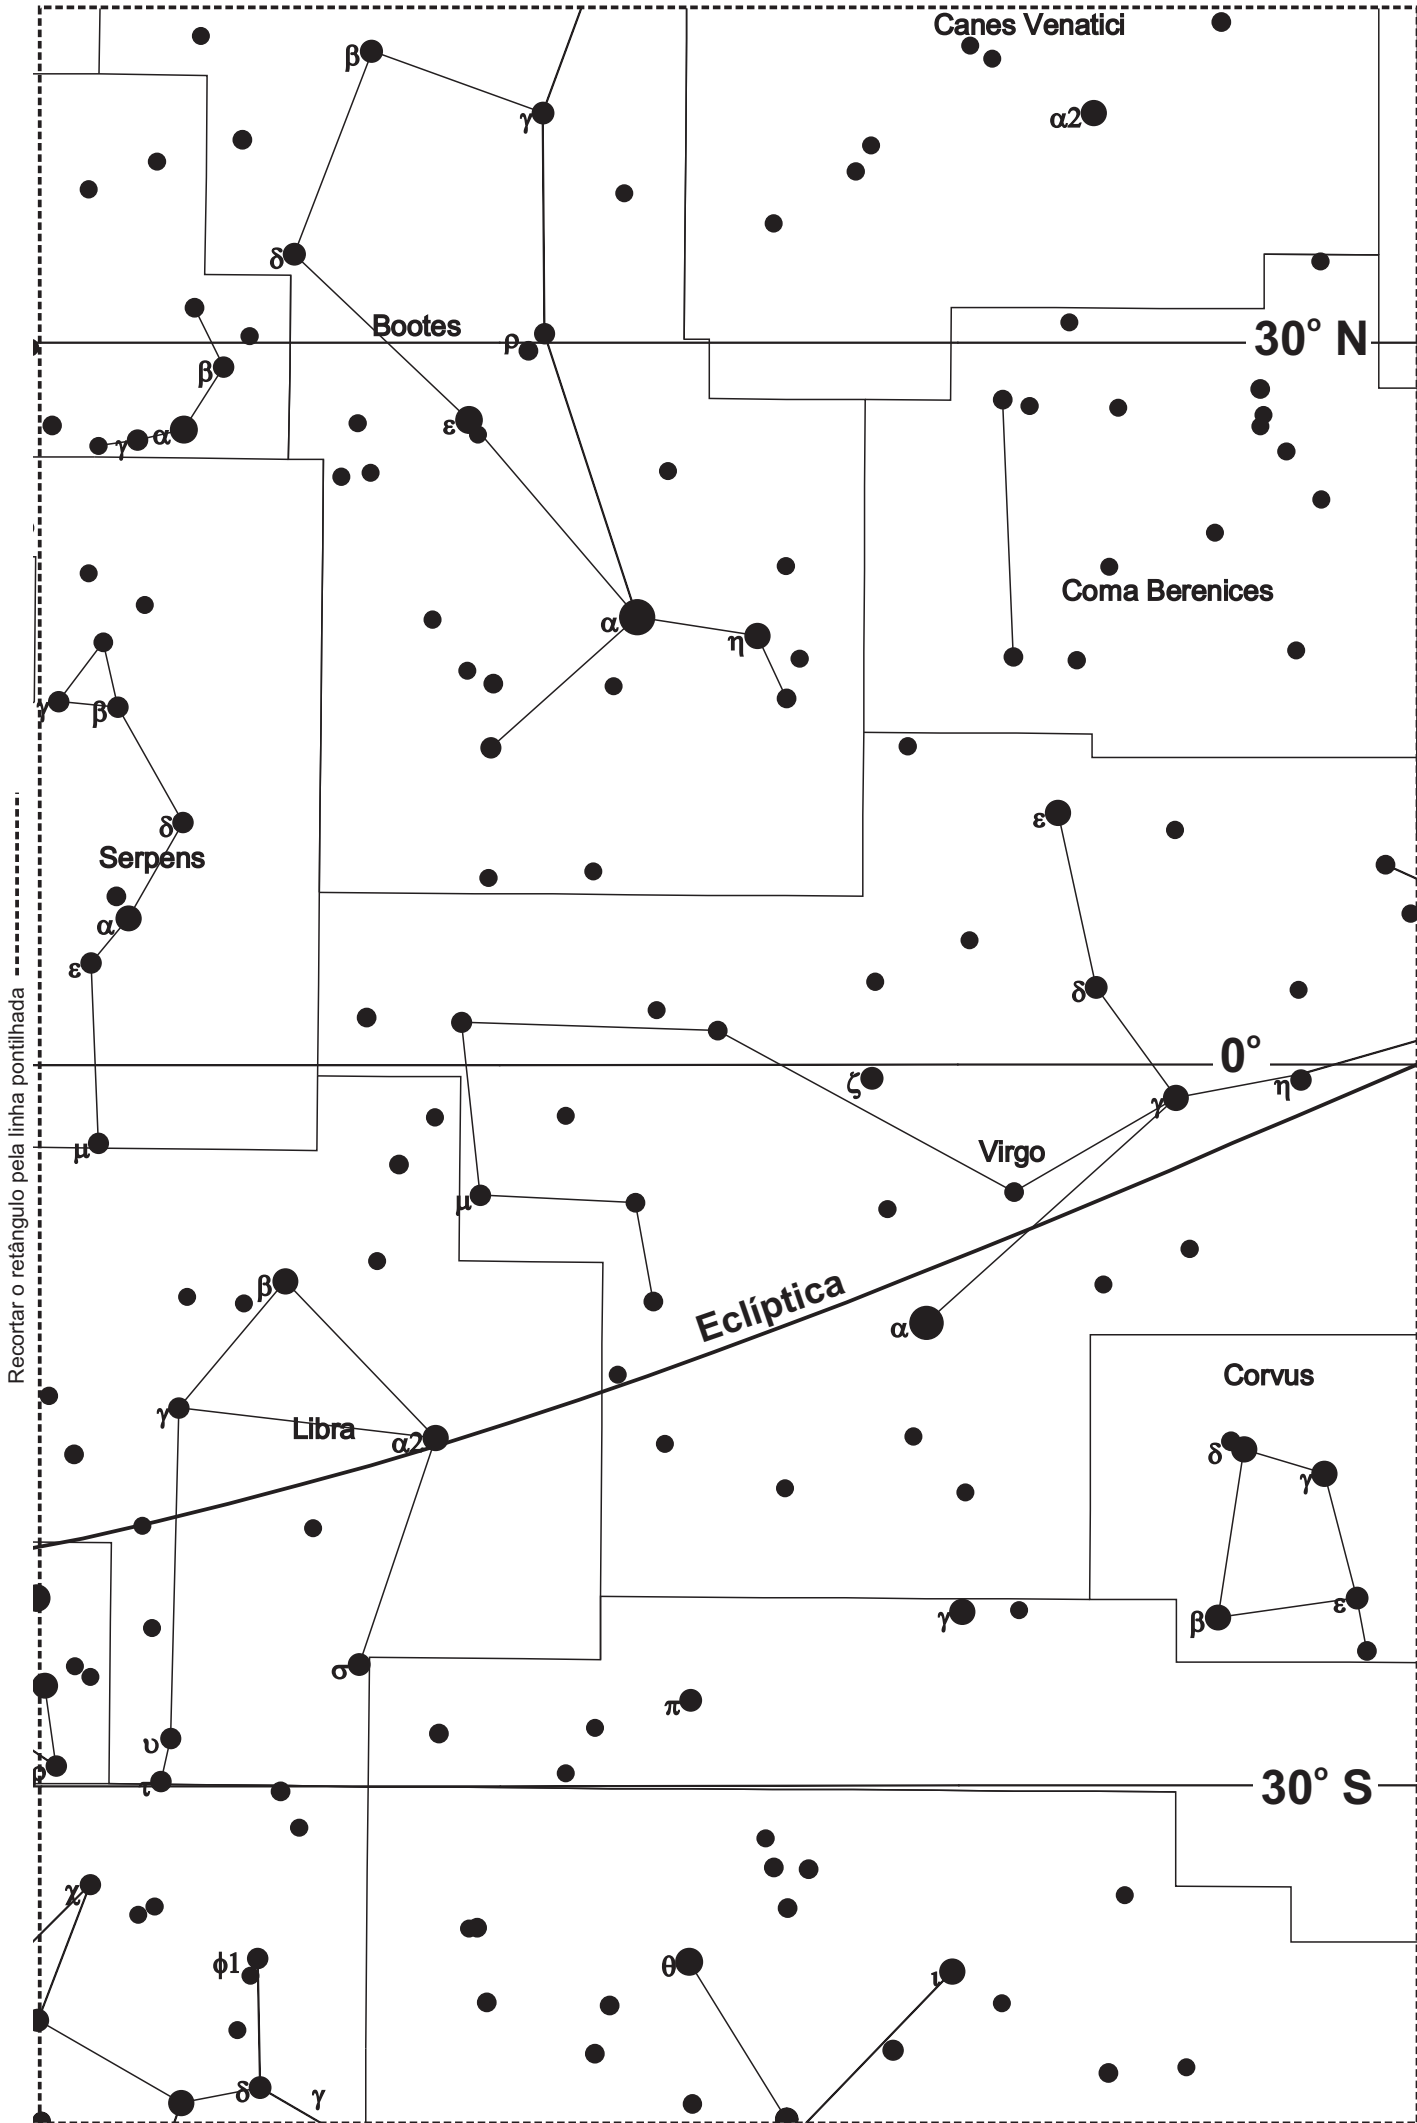 Canes Venatici
β
γ
α2
δ
Bootes
ρ
30° N
β
ε
γ α
Coma Berenices
α
η
γ
β
ε
δ
Serpens
α
ε
δ
0°
ζ
η
γ
μ
Virgo
μ
β
Eclíptica
α
Corvus
γ
Libra
α2
δ
γ
γ
ε
β
σ
π
υ
ρ
τ
30° S
χ
φ1
θ
ι
δ
γ
Recortar o retângulo pela linha pontilhada